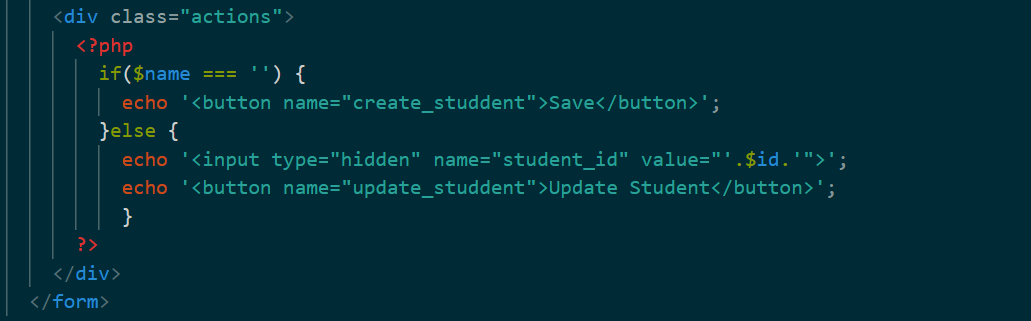 <div class="actions">
<?php
if($name === '') {
echo '<button name="create_studdent">Save</button>';
}else {
echo '<input type="hidden" name="student_id" value="'.$id.'">';
echo '<button name="update_studdent">Update Student</button>';
}
?>
</div>
</form>